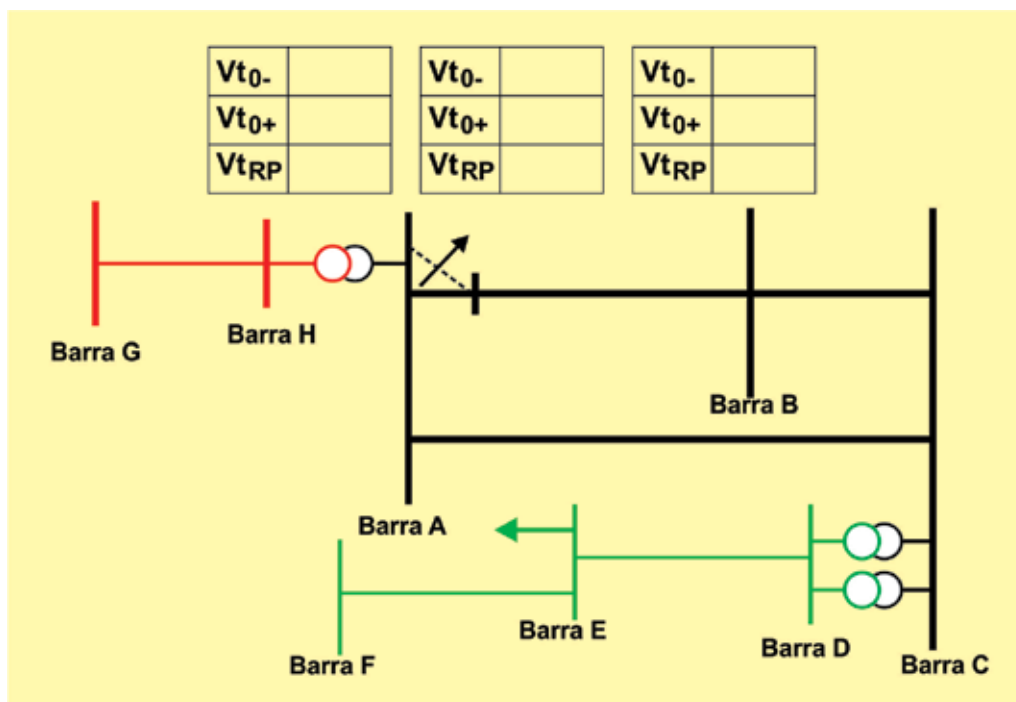 Vt0- Vt0- Vt0-
Vt0+ Vt0+ Vt0+
VtRP VtRP VtRP
Barra G
Barra H
Barra B
Barra A
Barra E
Barra D
Barra F
Barra C